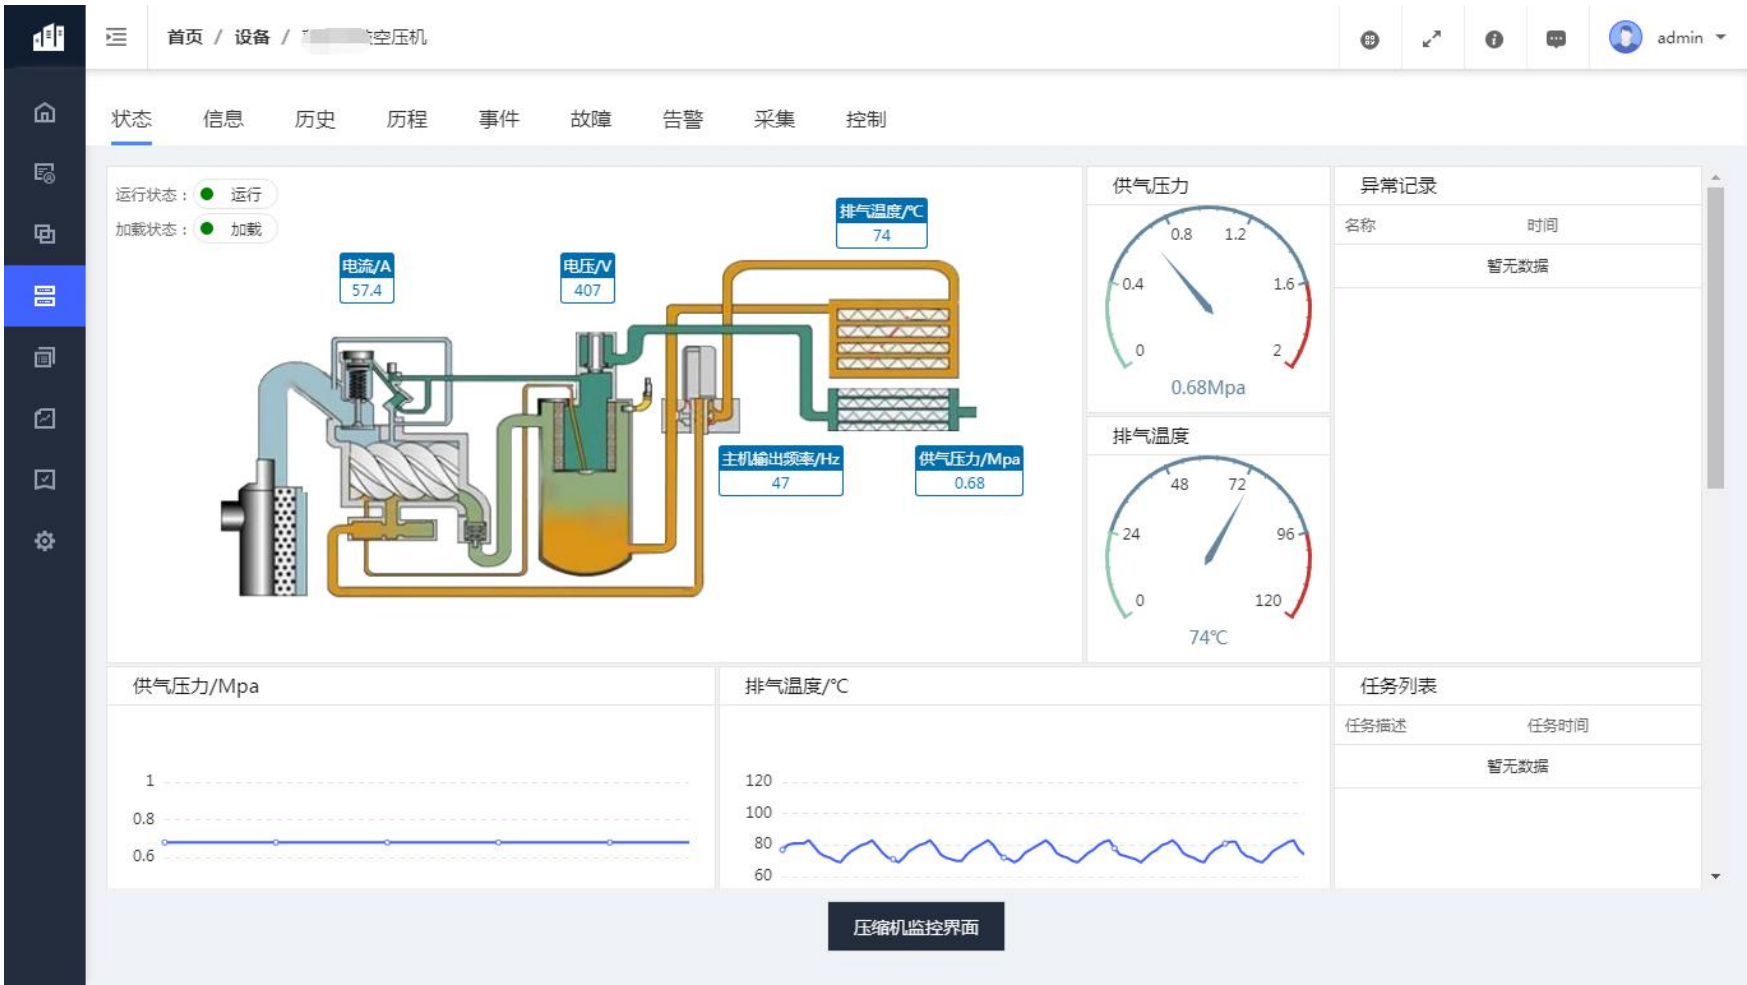 首页 / 设备 / 空压机
admin
状态 信息 历史 历程 事件 故障 告警 采集 控制
运行状态： 运行
加载状态： 加载
电流/A
57.4
电压/V
407
排气温度/℃
74
主机输出频率/Hz
47
供气压力/Mpa
0.68
供气压力
0
0.4
0.8
1.2
1.6
2
0.68Mpa
排气温度
0
24
48
72
96
120
74℃
异常记录
名称 时间
暂无数据
供气压力/Mpa
1
0.8
0.6
排气温度/℃
120
100
80
60
任务列表
任务描述 任务时间
暂无数据
压缩机监控界面